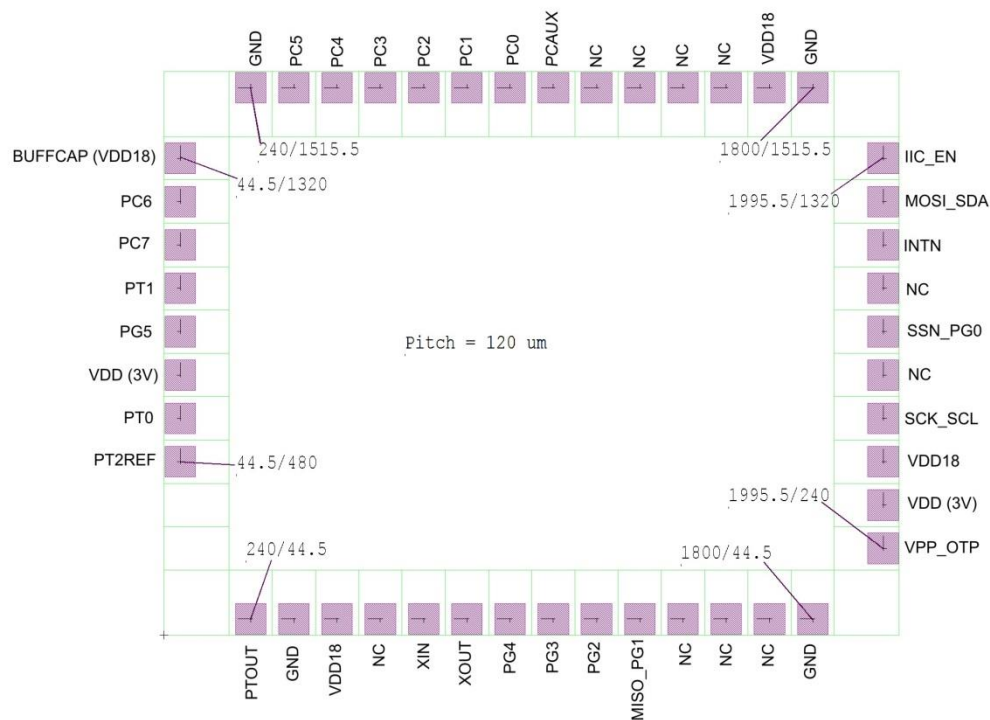 GND
PC5
PC4
PC3
PC2
PC1
PC0
PCAUX
NC
NC
NC
NC
VDD18
GND
240/1515.5
1800/1515.5
BUFFCAP (VDD18)
44.5/1320
PC6
PC7
PT1
PG5
VDD (3V)
PT0
PT2REF
44.5/480
Pitch = 120 um
1995.5/1320
IIC_EN
MOSI_SDA
INTN
NC
SSN_PG0
NC
SCK_SCL
VDD18
1995.5/240
VDD (3V)
VPP_OTP
240/44.5
1800/44.5
PTOUT
GND
VDD18
NC
XIN
XOUT
PG4
PG3
PG2
MISO_PG1
NC
NC
NC
GND